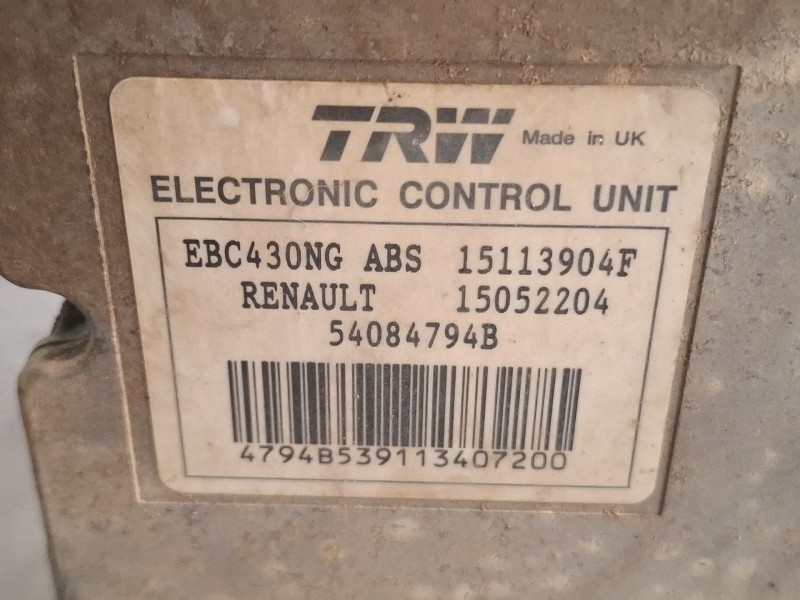 TRW Made in UK
ELECTRONIC CONTROL UNIT
EBC430NG ABS 15113904F
RENAULT 15052204
54084794B
4794B539113407200